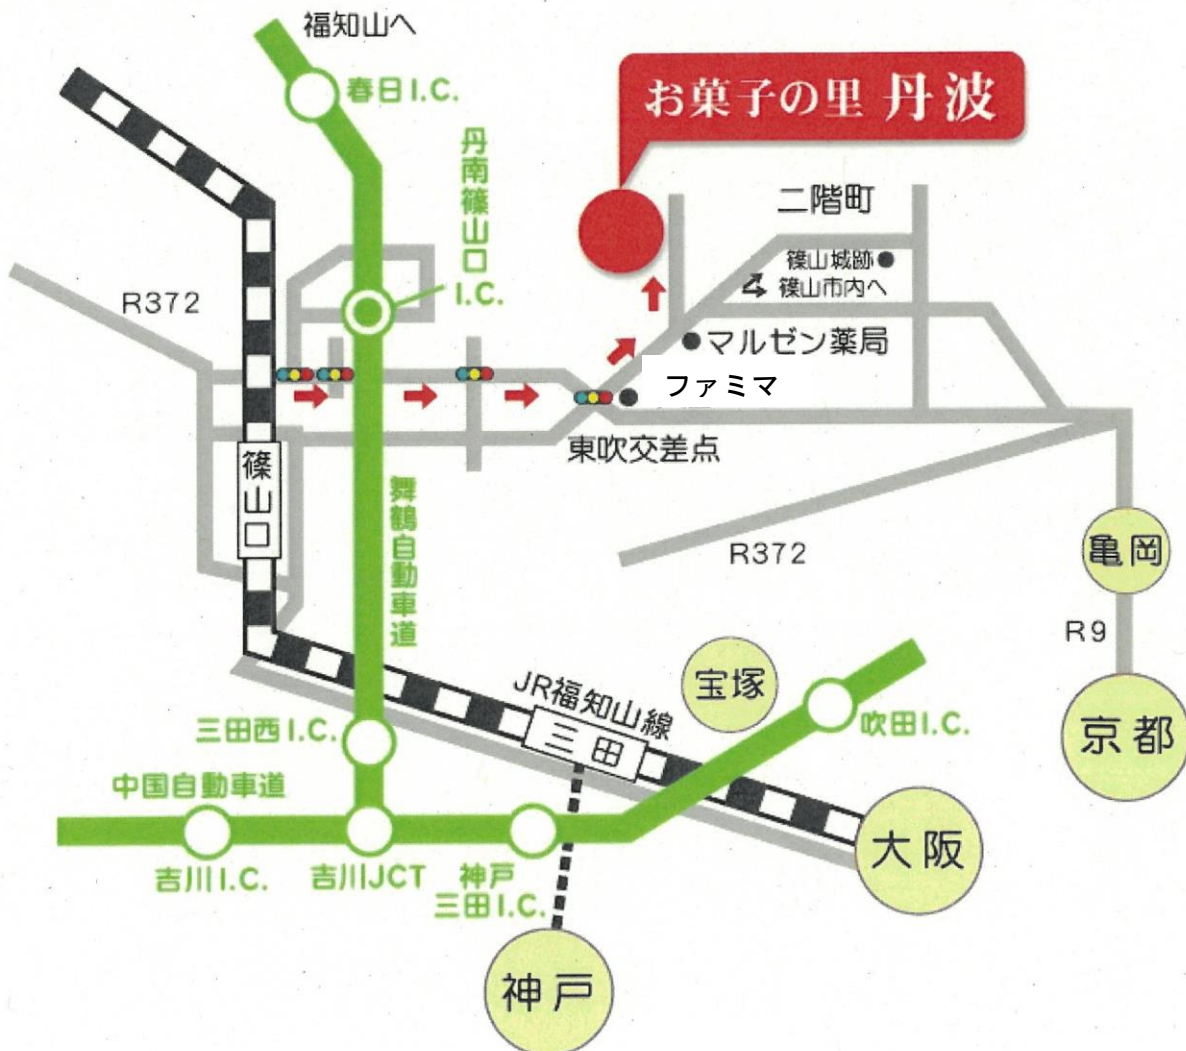 福知山へ
春日I.C.
お菓子の里 丹波
丹南篠山口
I.C.
二階町
篠山城跡
篠山市内へ
R372
マルゼン薬局
ファミマ
東吹交差点
篠山口
舞鶴自動車道
R372
亀岡
R9
京都
宝塚
JR福知山線
三田
吹田I.C.
三田西I.C.
中国自動車道
大阪
吉川I.C.
吉川JCT
神戸
三田I.C.
神戸